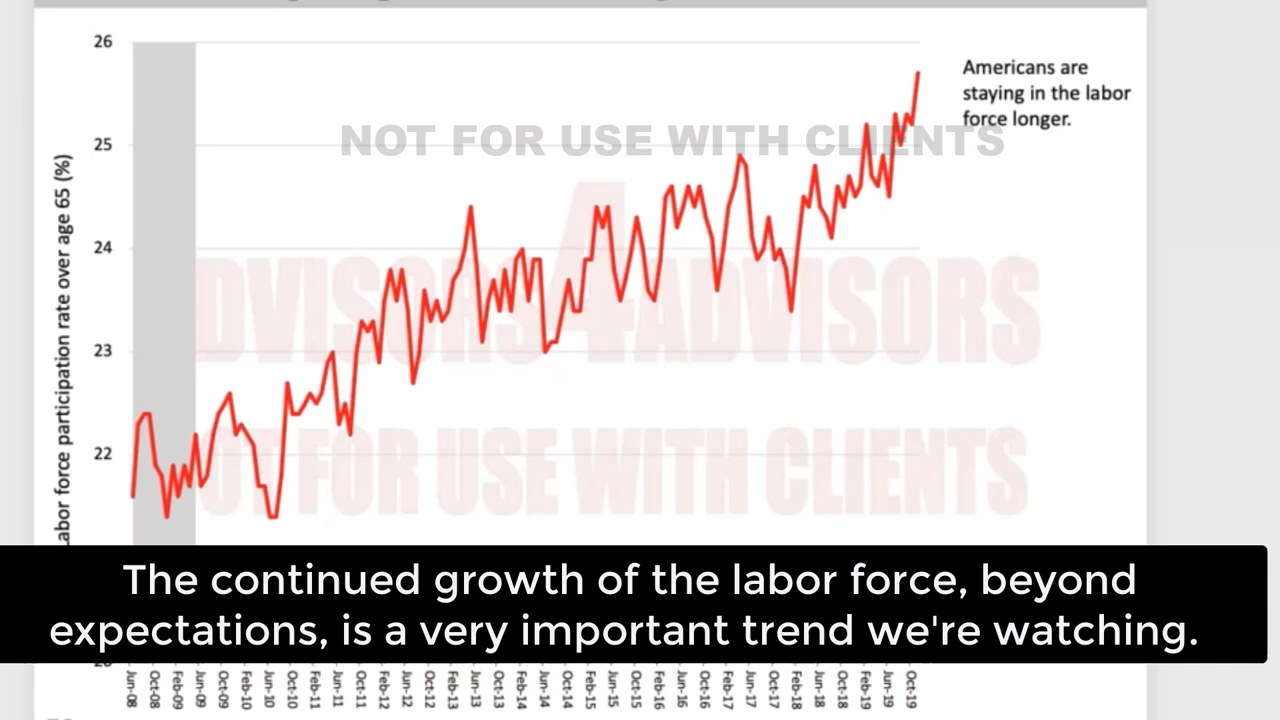 26
25
24
23
22
Labor force participation rate over age 65 (%)
Americans are
staying in the labor
force longer.
NOT FOR USE WITH CLIENTS
ADVISORS4ADVISORS
NOT FOR USE WITH CLIENTS
The continued growth of the labor force, beyond
expectations, is a very important trend we're watching.
Jun-08
Oct-08
Feb-09
Jun-09
Oct-09
Feb-10
Jun-10
Oct-10
Feb-11
Jun-11
Oct-11
Feb-12
Jun-12
Oct-12
Feb-13
Jun-13
Oct-13
Feb-14
Jun-14
Oct-14
Feb-15
Jun-15
Oct-15
Feb-16
Jun-16
Oct-16
Feb-17
Jun-17
Oct-17
Feb-18
Jun-18
Oct-18
Feb-19
Jun-19
Oct-19